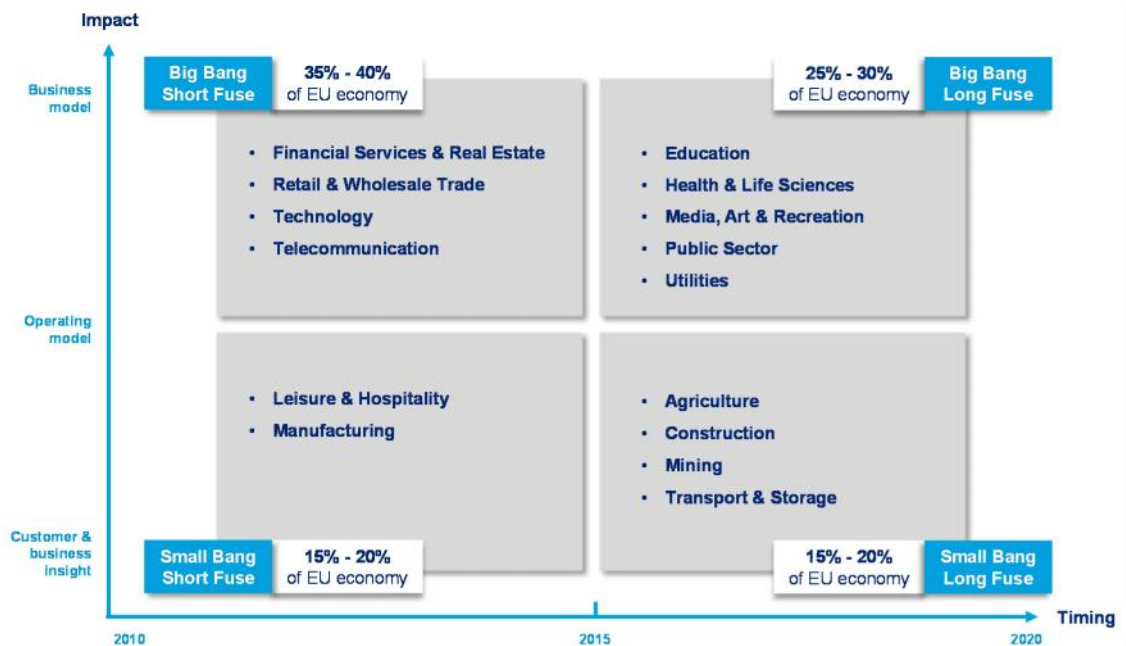 Impact
Business
model
Big Bang
Short Fuse
35% - 40%
of EU economy
25% - 30%
of EU economy
Big Bang
Long Fuse
• Financial Services & Real Estate
• Retail & Wholesale Trade
• Technology
• Telecommunication
• Education
• Health & Life Sciences
• Media, Art & Recreation
• Public Sector
• Utilities
Operating
model
• Leisure & Hospitality
• Manufacturing
• Agriculture
• Construction
• Mining
• Transport & Storage
Customer &
business
insight
Small Bang
Short Fuse
15% - 20%
of EU economy
15% - 20%
of EU economy
Small Bang
Long Fuse
Timing
2010
2015
2020